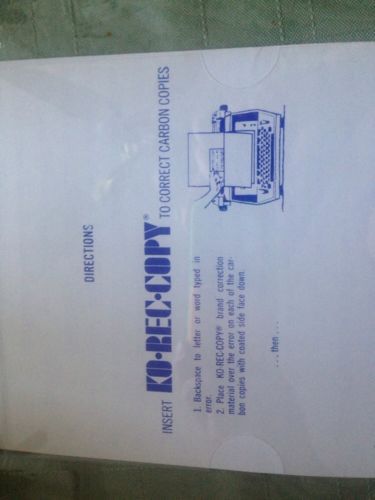 DIRECTIONS
INSERT KO·REC·COPY® TO CORRECT CARBON COPIES
1. Backspace to letter or word typed in
error.
2. Place KO-REC-COPY® brand correction
material over the error on each of the car-
bon copies with coated side face down.
...then...